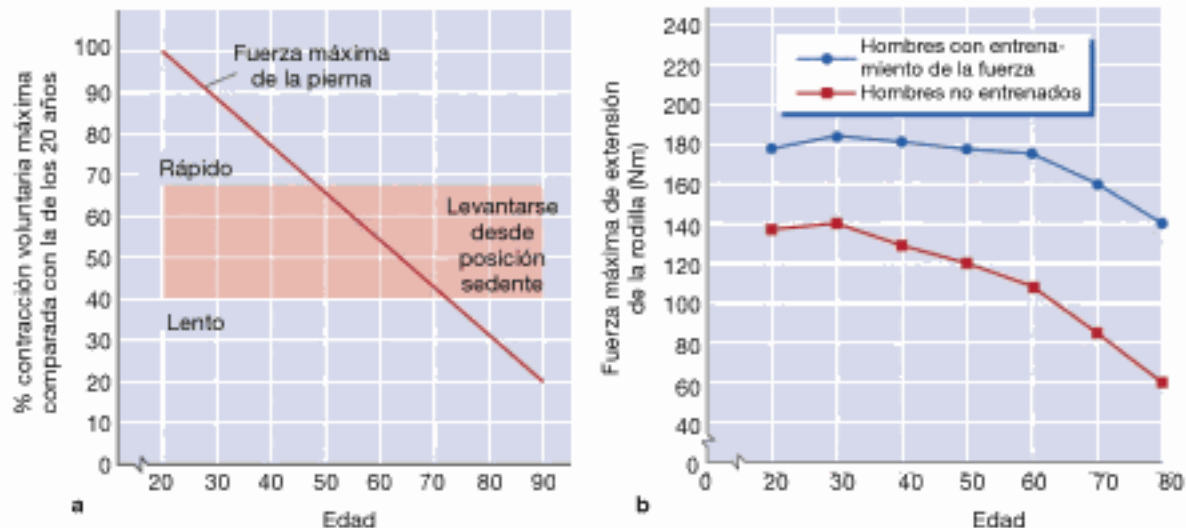 % contracción voluntaria máxima
comparada con la de los 20 años
100
90
80
70
60
50
40
30
20
10
0
Fuerza máxima
de la pierna
Rápido
Levantarse
desde
posición
sedente
Lento
20 30 40 50 60 70 80 90
a
Edad
Fuerza máxima de extensión
de la rodilla (Nm)
240
220
200
180
160
140
120
100
80
60
40
0
Hombres con entrena-
miento de la fuerza
Hombres no entrenados
0 20 30 40 50 60 70 80
b
Edad